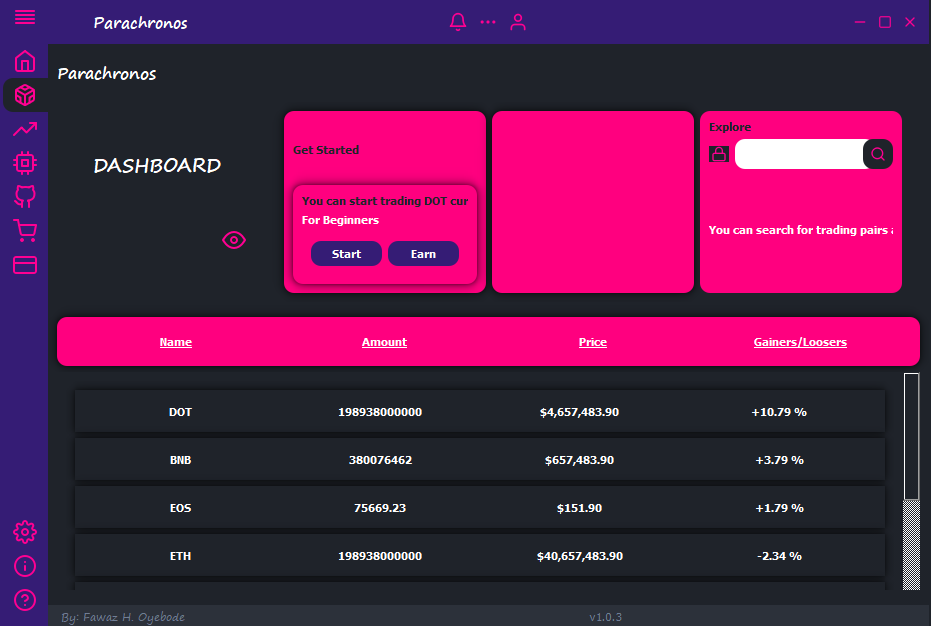 Parachronos
Parachronos
DASHBOARD
Get Started
You can start trading DOT cur
For Beginners
Start
Earn
Explore
You can search for trading pairs a
Name Amount Price Gainers/Loosers
DOT 198938000000 $4,657,483.90 +10.79 %
BNB 380076462 $657,483.90 +3.79 %
EOS 75669.23 $151.90 +1.79 %
ETH 198938000000 $40,657,483.90 -2.34 %
By: Fawaz H. Oyebode v1.0.3